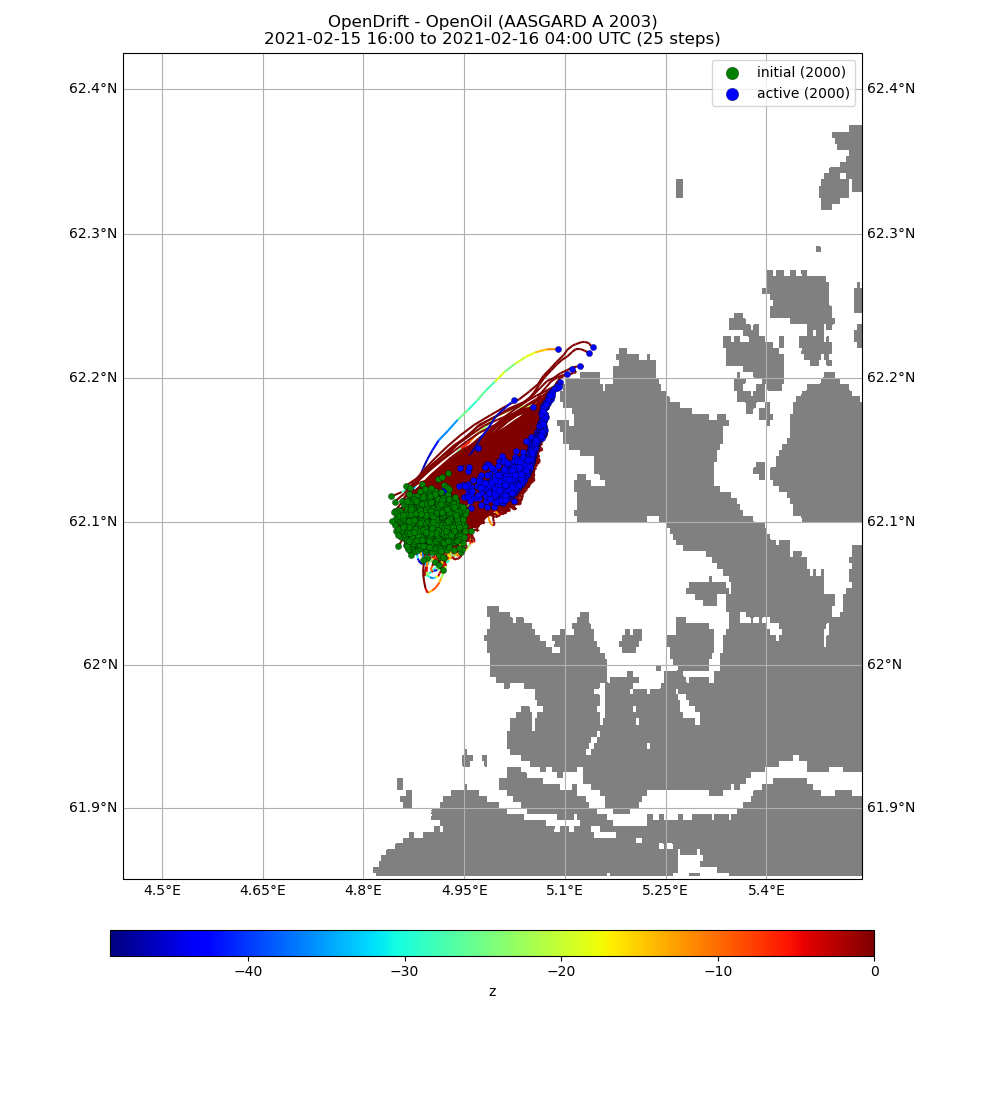 OpenDrift - OpenOil (AASGARD A 2003)
2021-02-15 16:00 to 2021-02-16 04:00 UTC (25 steps)
initial (2000)
active (2000)
62.4°N
62.4°N
62.3°N
62.3°N
62.2°N
62.2°N
62.1°N
62.1°N
62°N
62°N
61.9°N
61.9°N
4.5°E
4.65°E
4.8°E
4.95°E
5.1°E
5.25°E
5.4°E
−40
−30
−20
−10
0
z